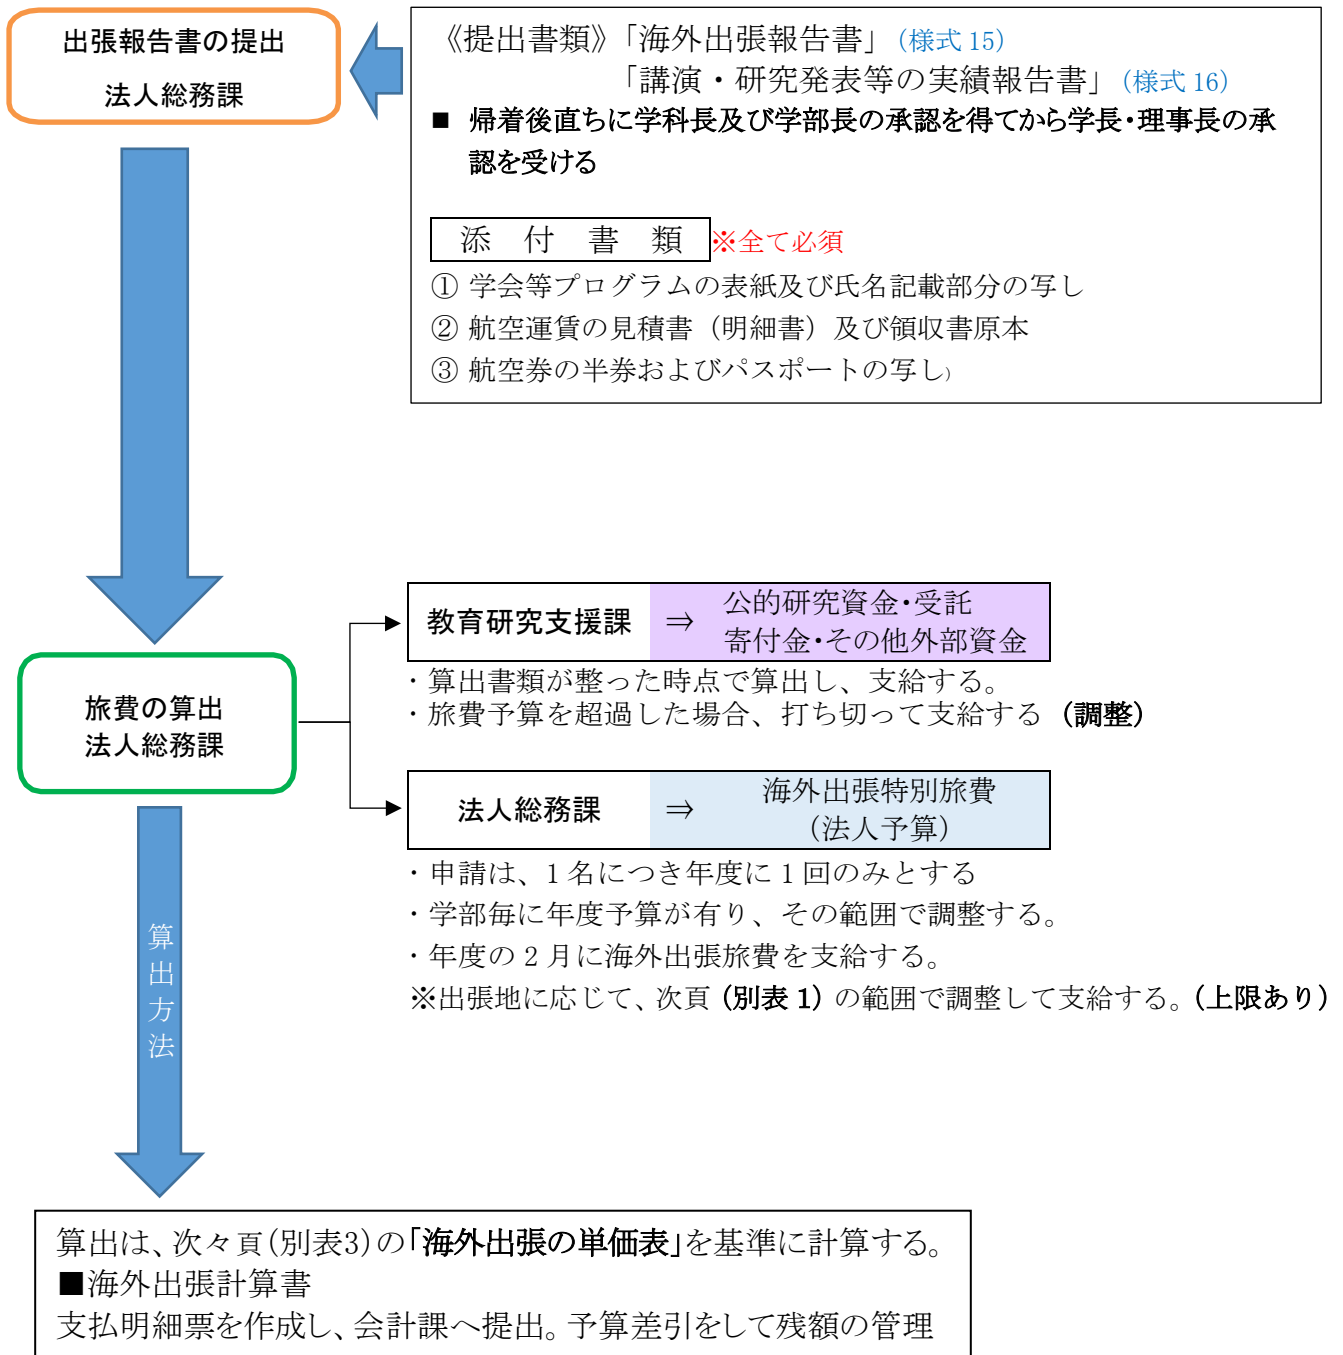 出張報告書の提出
法人総務課
《提出書類》「海外出張報告書」(様式 15)
「講演・研究発表等の実績報告書」(様式 16)
■ 帰着後直ちに学科長及び学部長の承認を得てから学長・理事長の承
認を受ける
添 付 書 類 ※全て必須
① 学会等プログラムの表紙及び氏名記載部分の写し
② 航空運賃の見積書（明細書）及び領収書原本
③ 航空券の半券およびパスポートの写し)
教育研究支援課 ⇒ 公的研究資金・受託
寄付金・その他外部資金
・算出書類が整った時点で算出し、支給する。
・旅費予算を超過した場合、打ち切って支給する（調整）
旅費の算出
法人総務課
法人総務課 ⇒ 海外出張特別旅費
（法人予算）
・申請は、1 名につき年度に 1 回のみとする
・学部毎に年度予算が有り、その範囲で調整する。
・年度の 2 月に海外出張旅費を支給する。
※出張地に応じて、次頁（別表 1）の範囲で調整して支給する。（上限あり）
算出方法
算出は、次々頁（別表3）の「海外出張の単価表」を基準に計算する。
■海外出張計算書
支払明細票を作成し、会計課へ提出。予算差引をして残額の管理